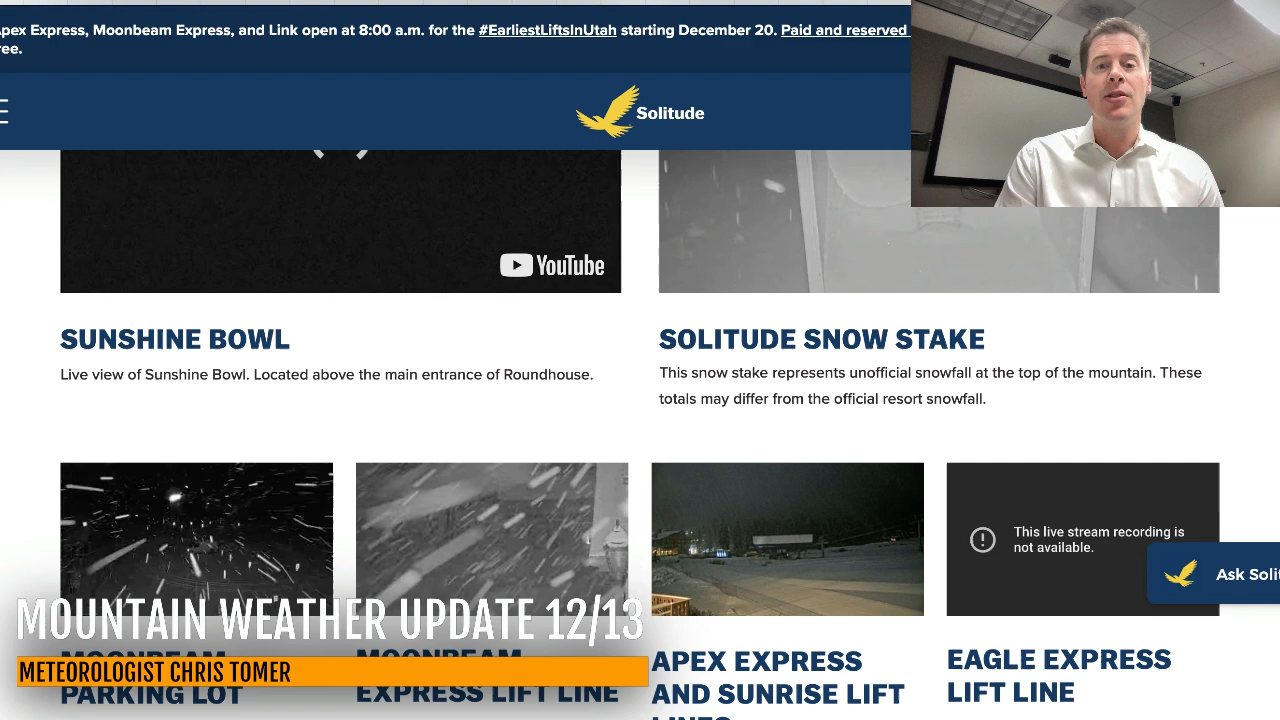 pex Express, Moonbeam Express, and Link open at 8:00 a.m. for the #EarliestLiftsInUtah starting December 20. Paid and reserved
ree.
Solitude
YouTube
SUNSHINE BOWL
Live view of Sunshine Bowl. Located above the main entrance of Roundhouse.
SOLITUDE SNOW STAKE
This snow stake represents unofficial snowfall at the top of the mountain. These
totals may differ from the official resort snowfall.
This live stream recording is
not available.
Ask Soli
MOUNTAIN WEATHER UPDATE 12/13
METEOROLOGIST CHRIS TOMER
MOONBEAM
PARKING LOT
MOONBEAM
EXPRESS LIFT LINE
APEX EXPRESS
AND SUNRISE LIFT
LINES
EAGLE EXPRESS
LIFT LINE